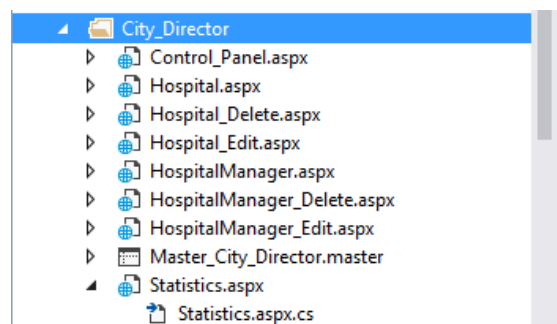 City_Director
Control_Panel.aspx
Hospital.aspx
Hospital_Delete.aspx
Hospital_Edit.aspx
HospitalManager.aspx
HospitalManager_Delete.aspx
HospitalManager_Edit.aspx
Master_City_Director.master
Statistics.aspx
Statistics.aspx.cs